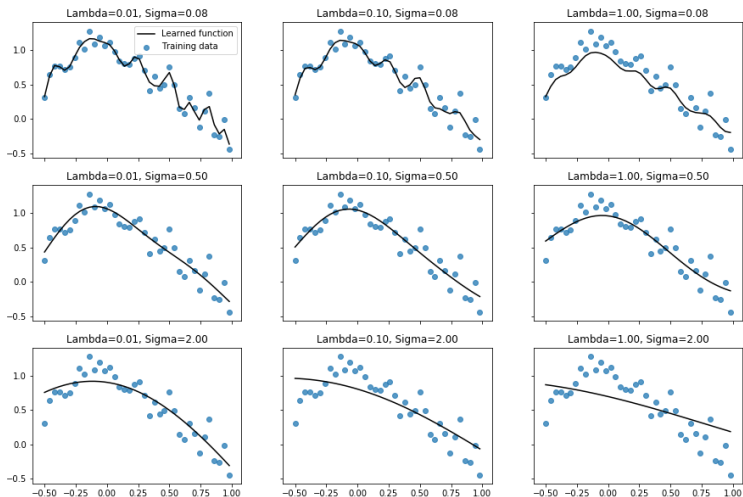 Lambda=0.01, Sigma=0.08
Lambda=0.10, Sigma=0.08
Lambda=1.00, Sigma=0.08
Learned function
Training data
1.0
0.5
0.0
−0.5
Lambda=0.01, Sigma=0.50
Lambda=0.10, Sigma=0.50
Lambda=1.00, Sigma=0.50
1.0
0.5
0.0
−0.5
Lambda=0.01, Sigma=2.00
Lambda=0.10, Sigma=2.00
Lambda=1.00, Sigma=2.00
1.0
0.5
0.0
−0.5
−0.50 −0.25 0.00 0.25 0.50 0.75 1.00
−0.50 −0.25 0.00 0.25 0.50 0.75 1.00
−0.50 −0.25 0.00 0.25 0.50 0.75 1.00